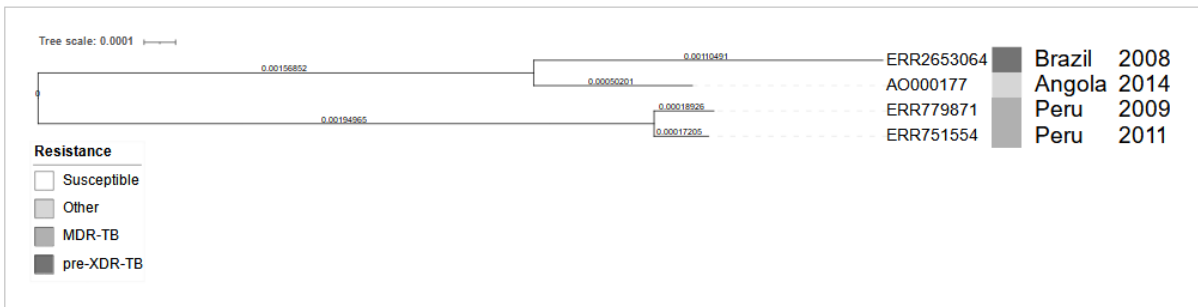 Tree scale: 0.0001
0.00110491
ERR2653064 Brazil 2008
0.00156852
0.00050201
AO000177 Angola 2014
0
0.00018926
ERR779871 Peru 2009
0.00194965
0.00017205
ERR751554 Peru 2011
Resistance
Susceptible
Other
MDR-TB
pre-XDR-TB